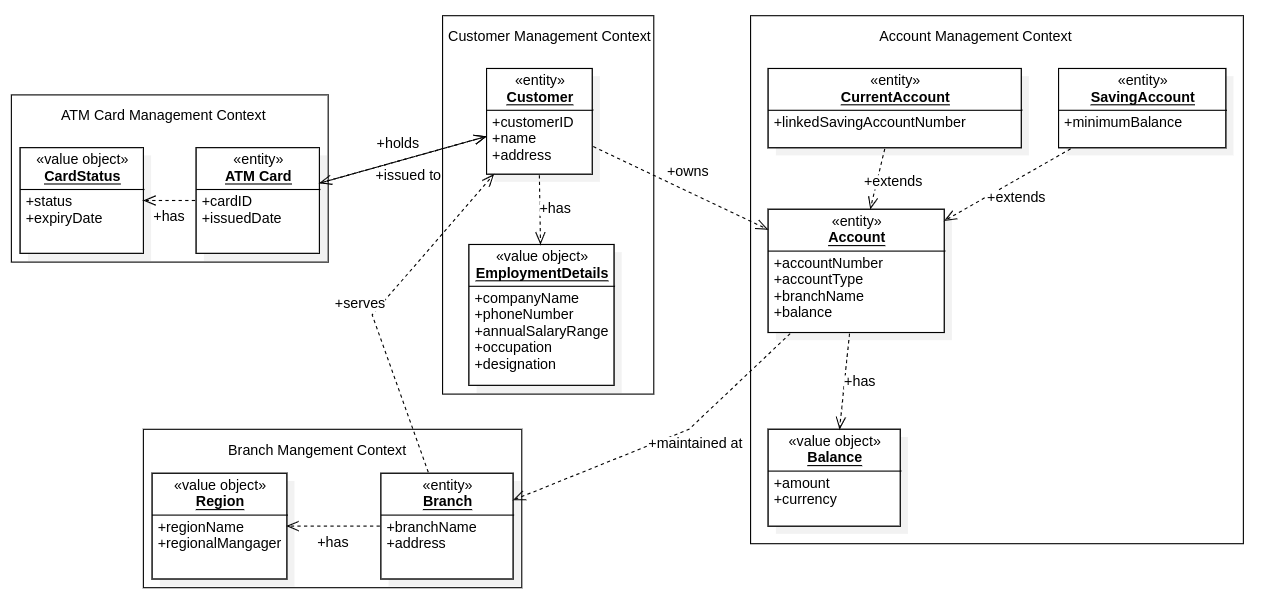 Customer Management Context
«entity»
Customer
+customerID
+name
+address
+has
«value object»
EmploymentDetails
+companyName
+phoneNumber
+annualSalaryRange
+occupation
+designation
Account Management Context
«entity»
CurrentAccount
+linkedSavingAccountNumber
«entity»
SavingAccount
+minimumBalance
+extends
+extends
«entity»
Account
+accountNumber
+accountType
+branchName
+balance
+has
«value object»
Balance
+amount
+currency
ATM Card Management Context
«value object»
CardStatus
+status
+expiryDate
+has
«entity»
ATM Card
+cardID
+issuedDate
+holds
+issued to
+owns
+serves
+maintained at
Branch Mangement Context
«value object»
Region
+regionName
+regionalMangager
+has
«entity»
Branch
+branchName
+address